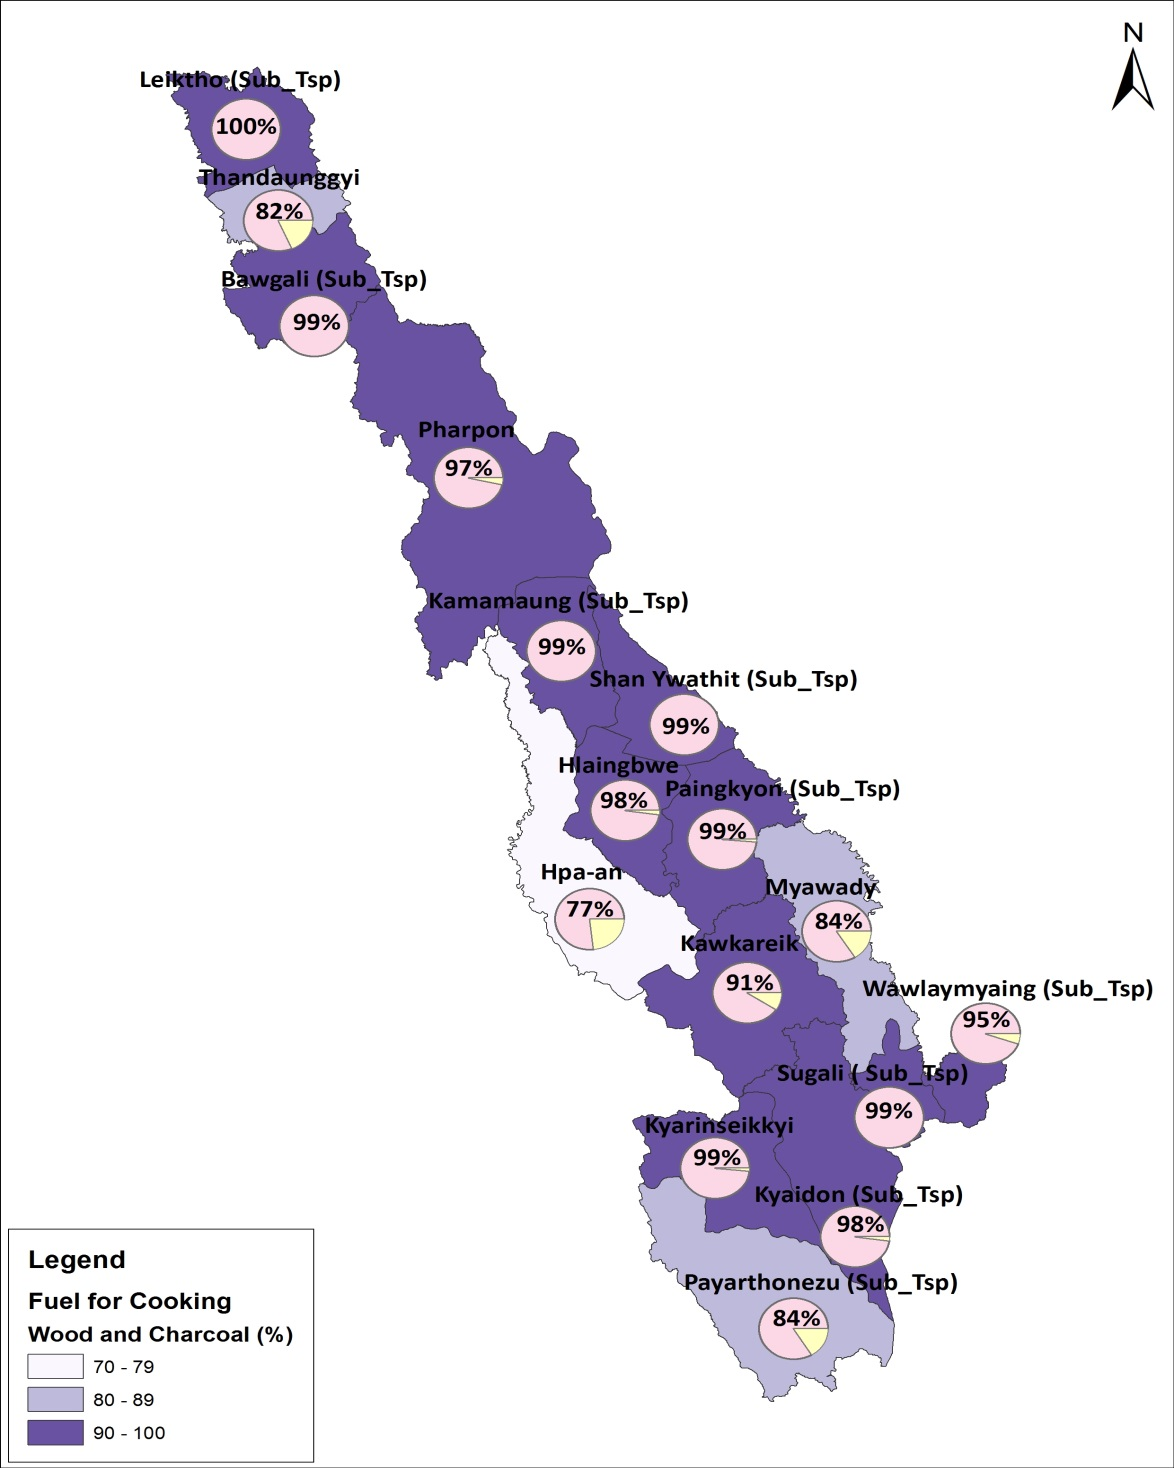 N
Leiktho (Sub_Tsp)
100%
Thandaunggyi
82%
Bawgali (Sub_Tsp)
99%
Pharpon
97%
Kamamaung (Sub_Tsp)
99%
Shan Ywathit (Sub_Tsp)
99%
Hlaingbwe
98%
Paingkyon (Sub_Tsp)
99%
Hpa-an
77%
Myawady
84%
Kawkareik
91%
Wawlaymyaing (Sub_Tsp)
95%
Sugali ( Sub_Tsp)
99%
Kyarinseikkyi
99%
Kyaidon (Sub_Tsp)
98%
Payarthonezu (Sub_Tsp)
84%
Legend
Fuel for Cooking
Wood and Charcoal (%)
70 - 79
80 - 89
90 - 100